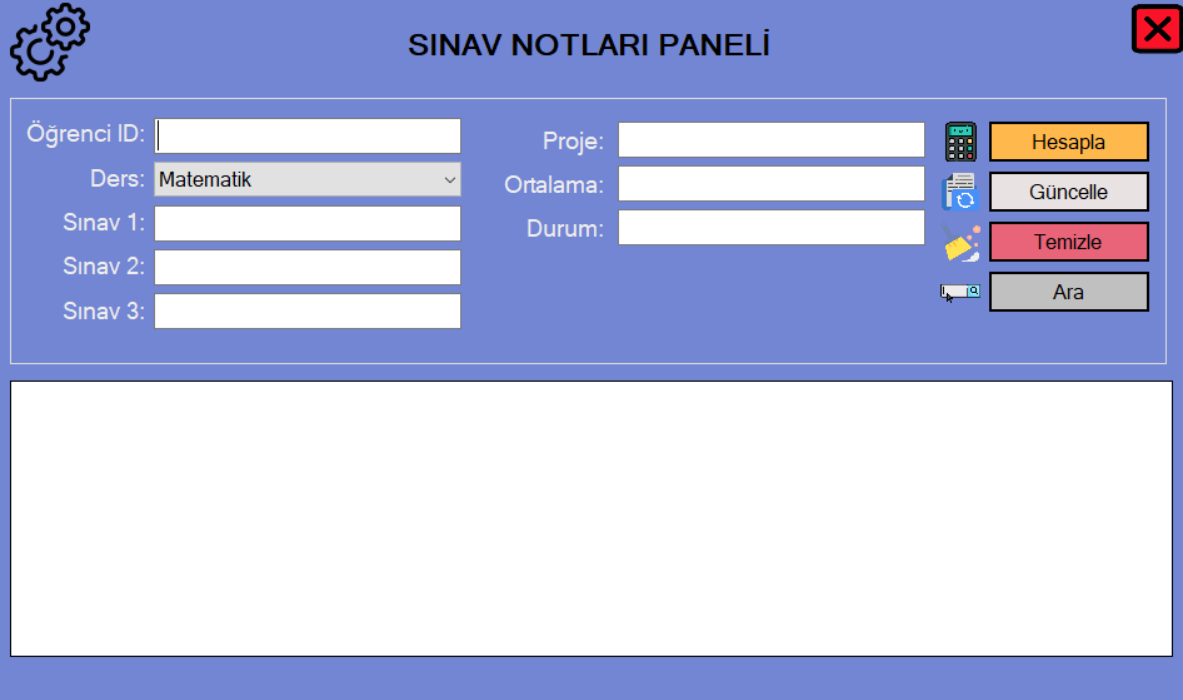 SINAV NOTLARI PANELİ
Öğrenci ID:
Ders: Matematik
Sınav 1:
Sınav 2:
Sınav 3:
Proje:
Ortalama:
Durum:
Hesapla
Güncelle
Temizle
Ara